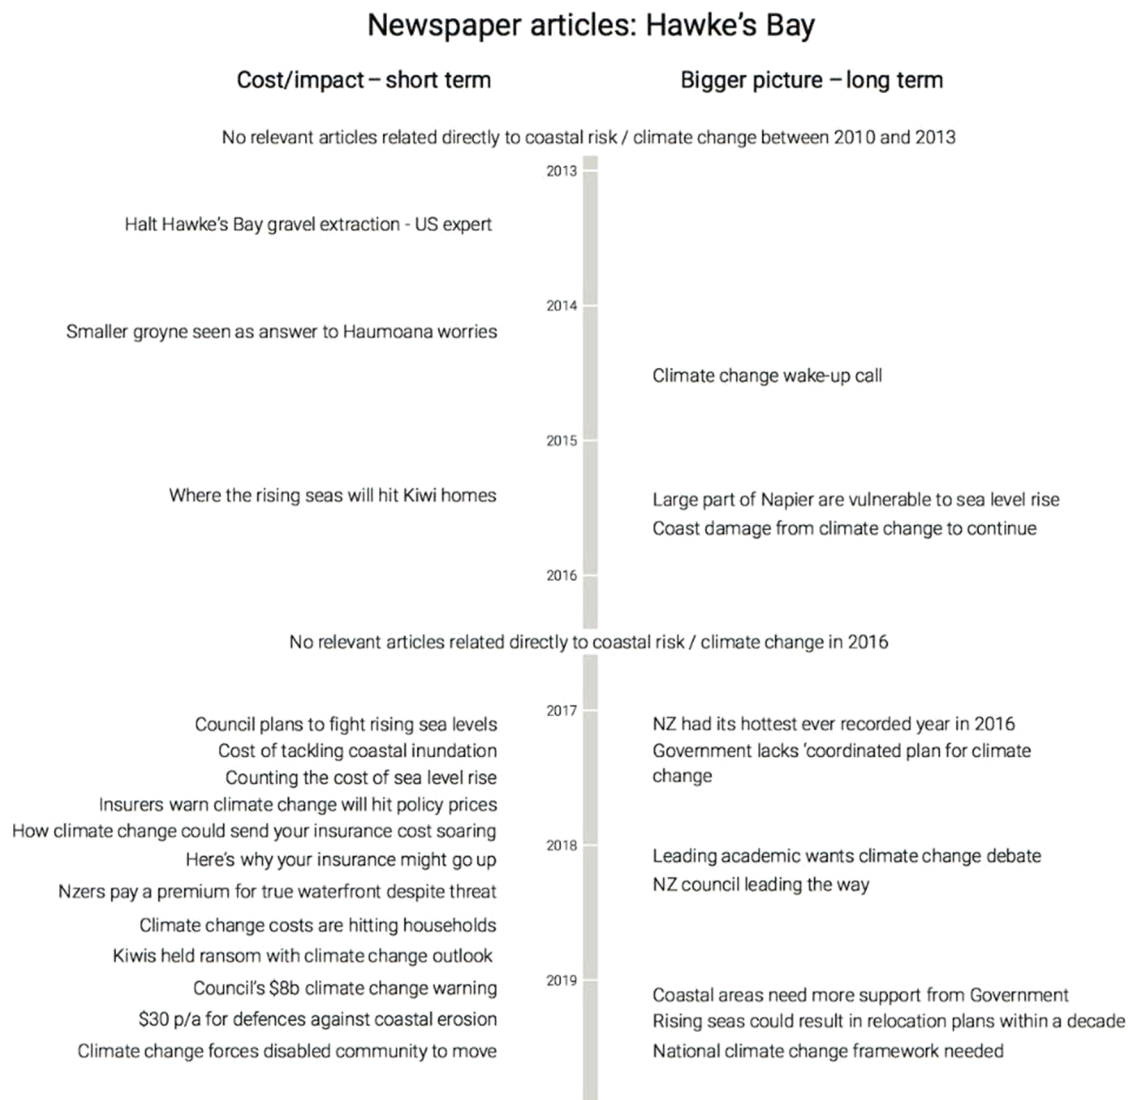 Newspaper articles: Hawke's Bay
Cost/impact – short term
Bigger picture – long term
No relevant articles related directly to coastal risk / climate change between 2010 and 2013
2013
Halt Hawke's Bay gravel extraction - US expert
2014
Smaller groyne seen as answer to Haumoana worries
Climate change wake-up call
2015
Where the rising seas will hit Kiwi homes
Large part of Napier are vulnerable to sea level rise
Coast damage from climate change to continue
2016
No relevant articles related directly to coastal risk / climate change in 2016
2017
Council plans to fight rising sea levels
Cost of tackling coastal inundation
Counting the cost of sea level rise
Insurers warn climate change will hit policy prices
How climate change could send your insurance cost soaring
NZ had its hottest ever recorded year in 2016
Government lacks 'coordinated plan for climate
change
2018
Here's why your insurance might go up
Nzers pay a premium for true waterfront despite threat
Climate change costs are hitting households
Kiwis held ransom with climate change outlook
Leading academic wants climate change debate
NZ council leading the way
2019
Council's $8b climate change warning
$30 p/a for defences against coastal erosion
Climate change forces disabled community to move
Coastal areas need more support from Government
Rising seas could result in relocation plans within a decade
National climate change framework needed